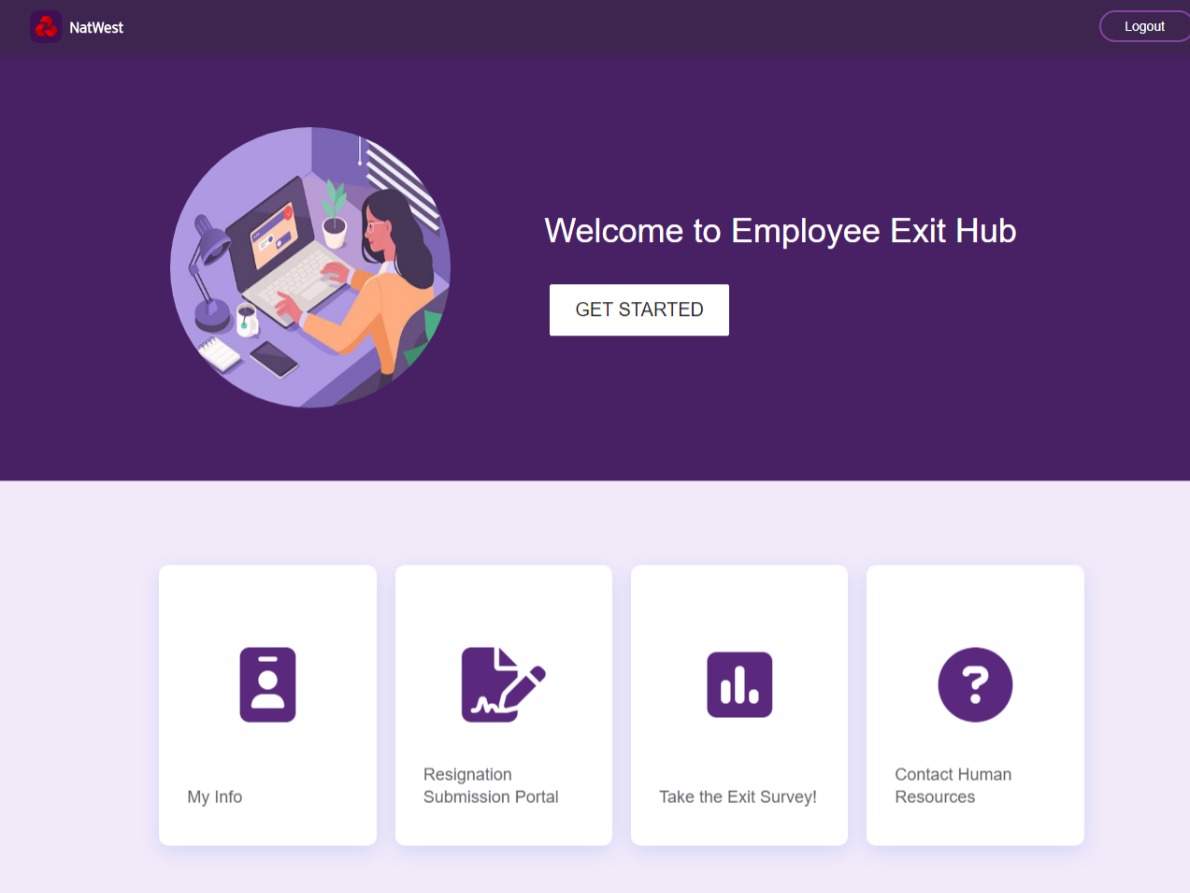 NatWest
Logout
Welcome to Employee Exit Hub
GET STARTED
My Info
Resignation
Submission Portal
Take the Exit Survey!
Contact Human
Resources